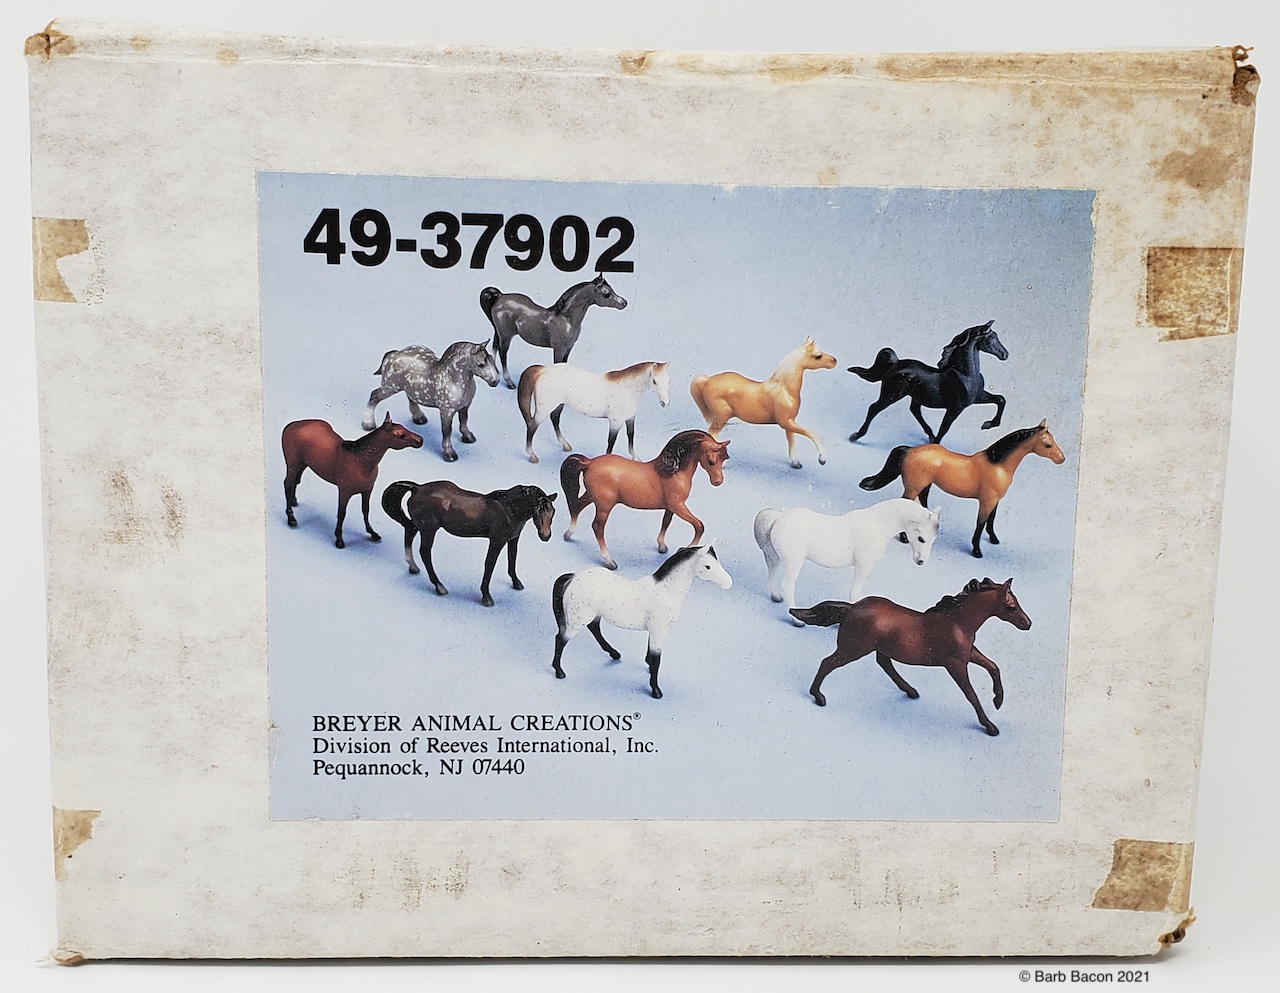 49-37902
BREYER ANIMAL CREATIONS®
Division of Reeves International, Inc.
Pequannock, NJ 07440
© Barb Bacon 2021